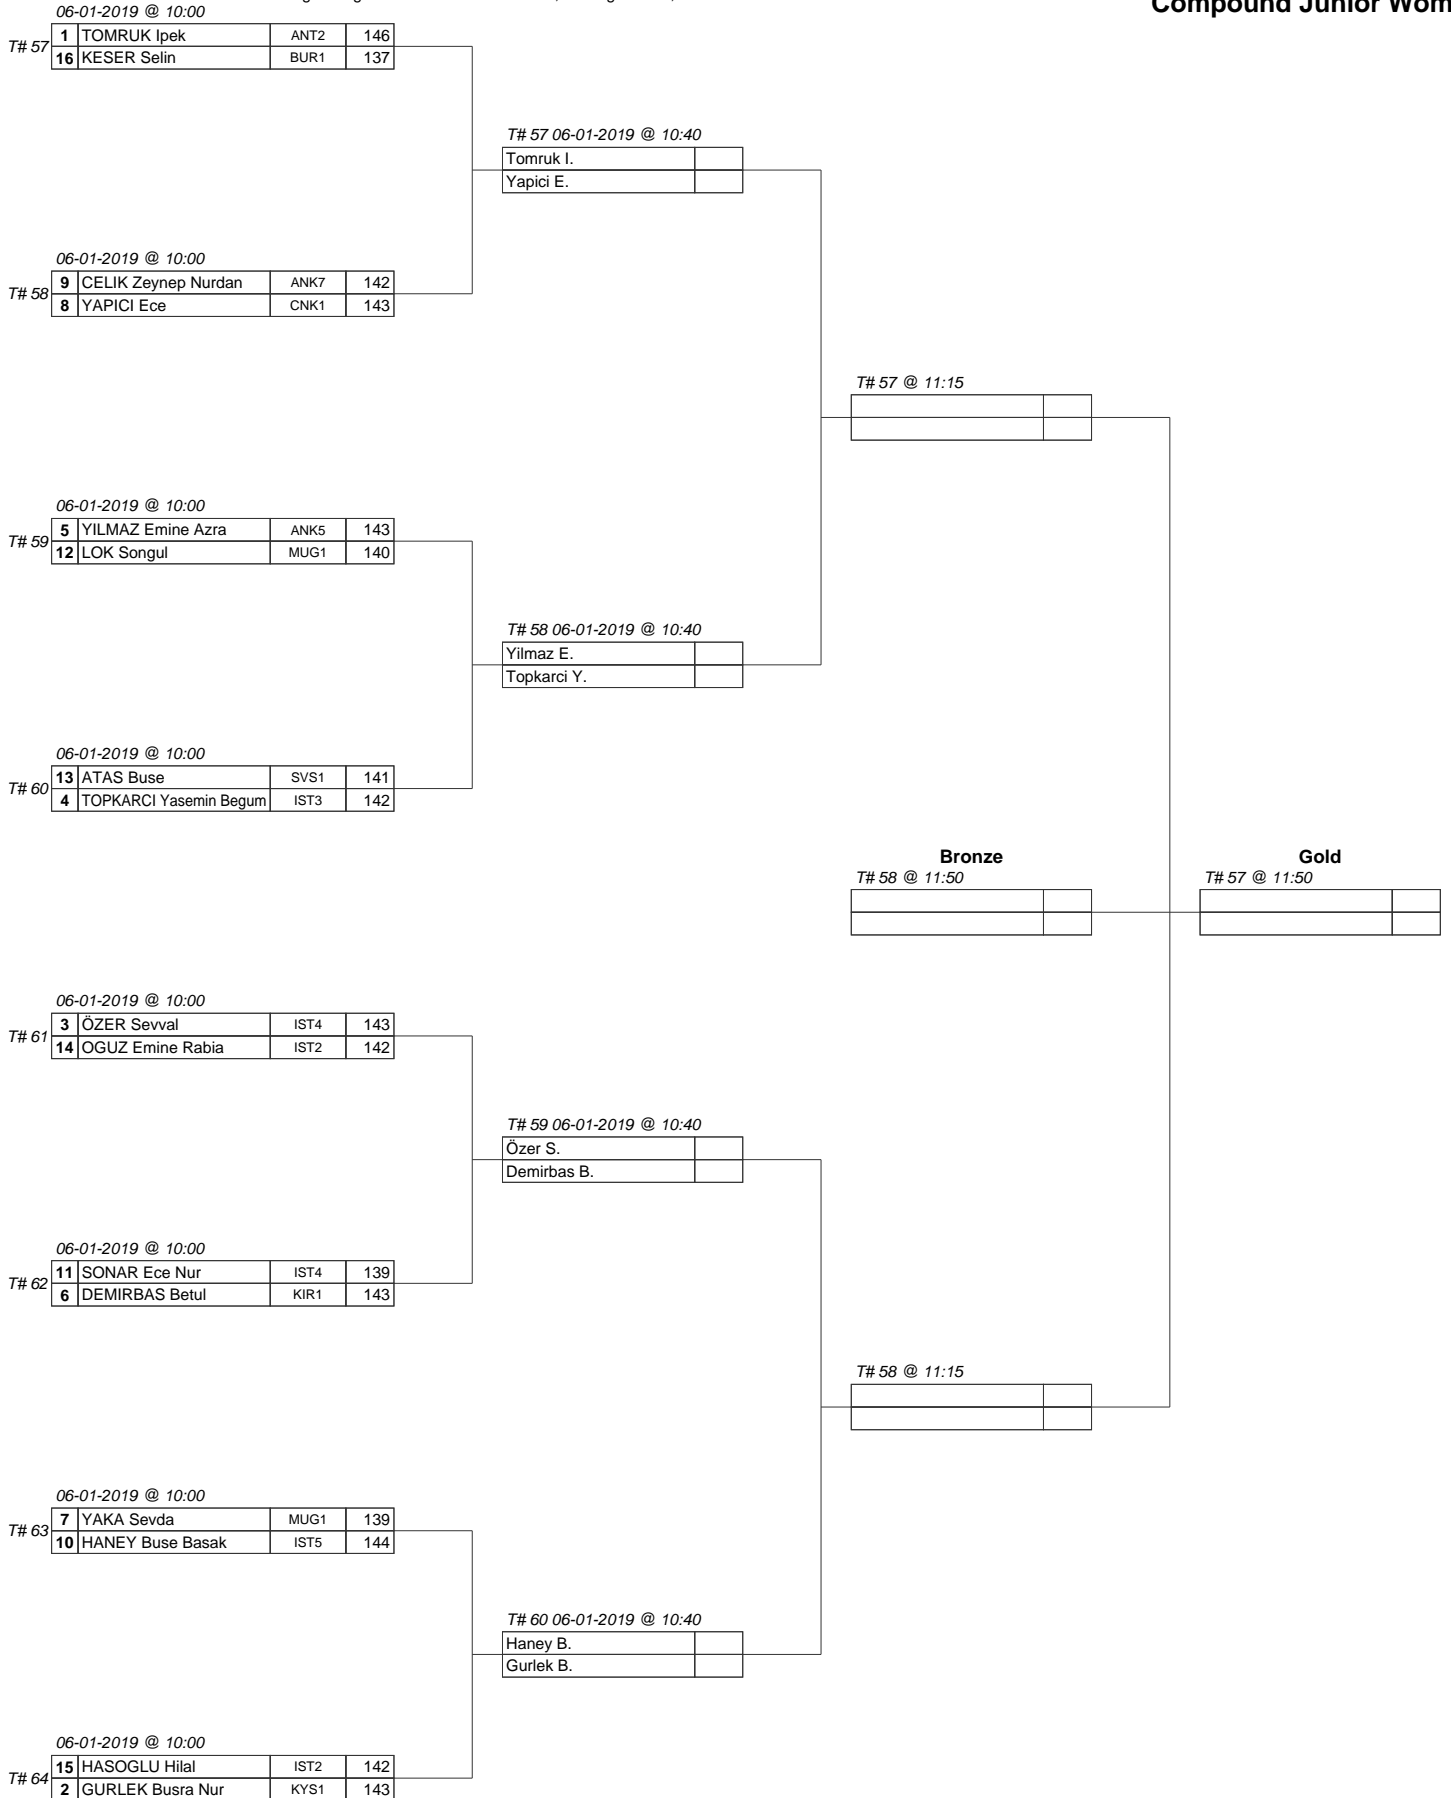 Compound Junior Wom
06-01-2019 @ 10:00
T# 57
1 TOMRUK Ipek ANT2 146
16 KESER Selin BUR1 137
T# 57 06-01-2019 @ 10:40
Tomruk I.
Yapici E.
06-01-2019 @ 10:00
T# 58
9 CELIK Zeynep Nurdan ANK7 142
8 YAPICI Ece CNK1 143
T# 57 @ 11:15
06-01-2019 @ 10:00
T# 59
5 YILMAZ Emine Azra ANK5 143
12 LOK Songul MUG1 140
T# 58 06-01-2019 @ 10:40
Yilmaz E.
Topkarci Y.
06-01-2019 @ 10:00
T# 60
13 ATAS Buse SVS1 141
4 TOPKARCI Yasemin Begum IST3 142
Bronze
T# 58 @ 11:50
Gold
T# 57 @ 11:50
06-01-2019 @ 10:00
T# 61
3 ÖZER Sevval IST4 143
14 OGUZ Emine Rabia IST2 142
T# 59 06-01-2019 @ 10:40
Özer S.
Demirbas B.
06-01-2019 @ 10:00
T# 62
11 SONAR Ece Nur IST4 139
6 DEMIRBAS Betul KIR1 143
T# 58 @ 11:15
06-01-2019 @ 10:00
T# 63
7 YAKA Sevda MUG1 139
10 HANEY Buse Basak IST5 144
T# 60 06-01-2019 @ 10:40
Haney B.
Gurlek B.
06-01-2019 @ 10:00
T# 64
15 HASOGLU Hilal IST2 142
2 GURLEK Busra Nur KYS1 143